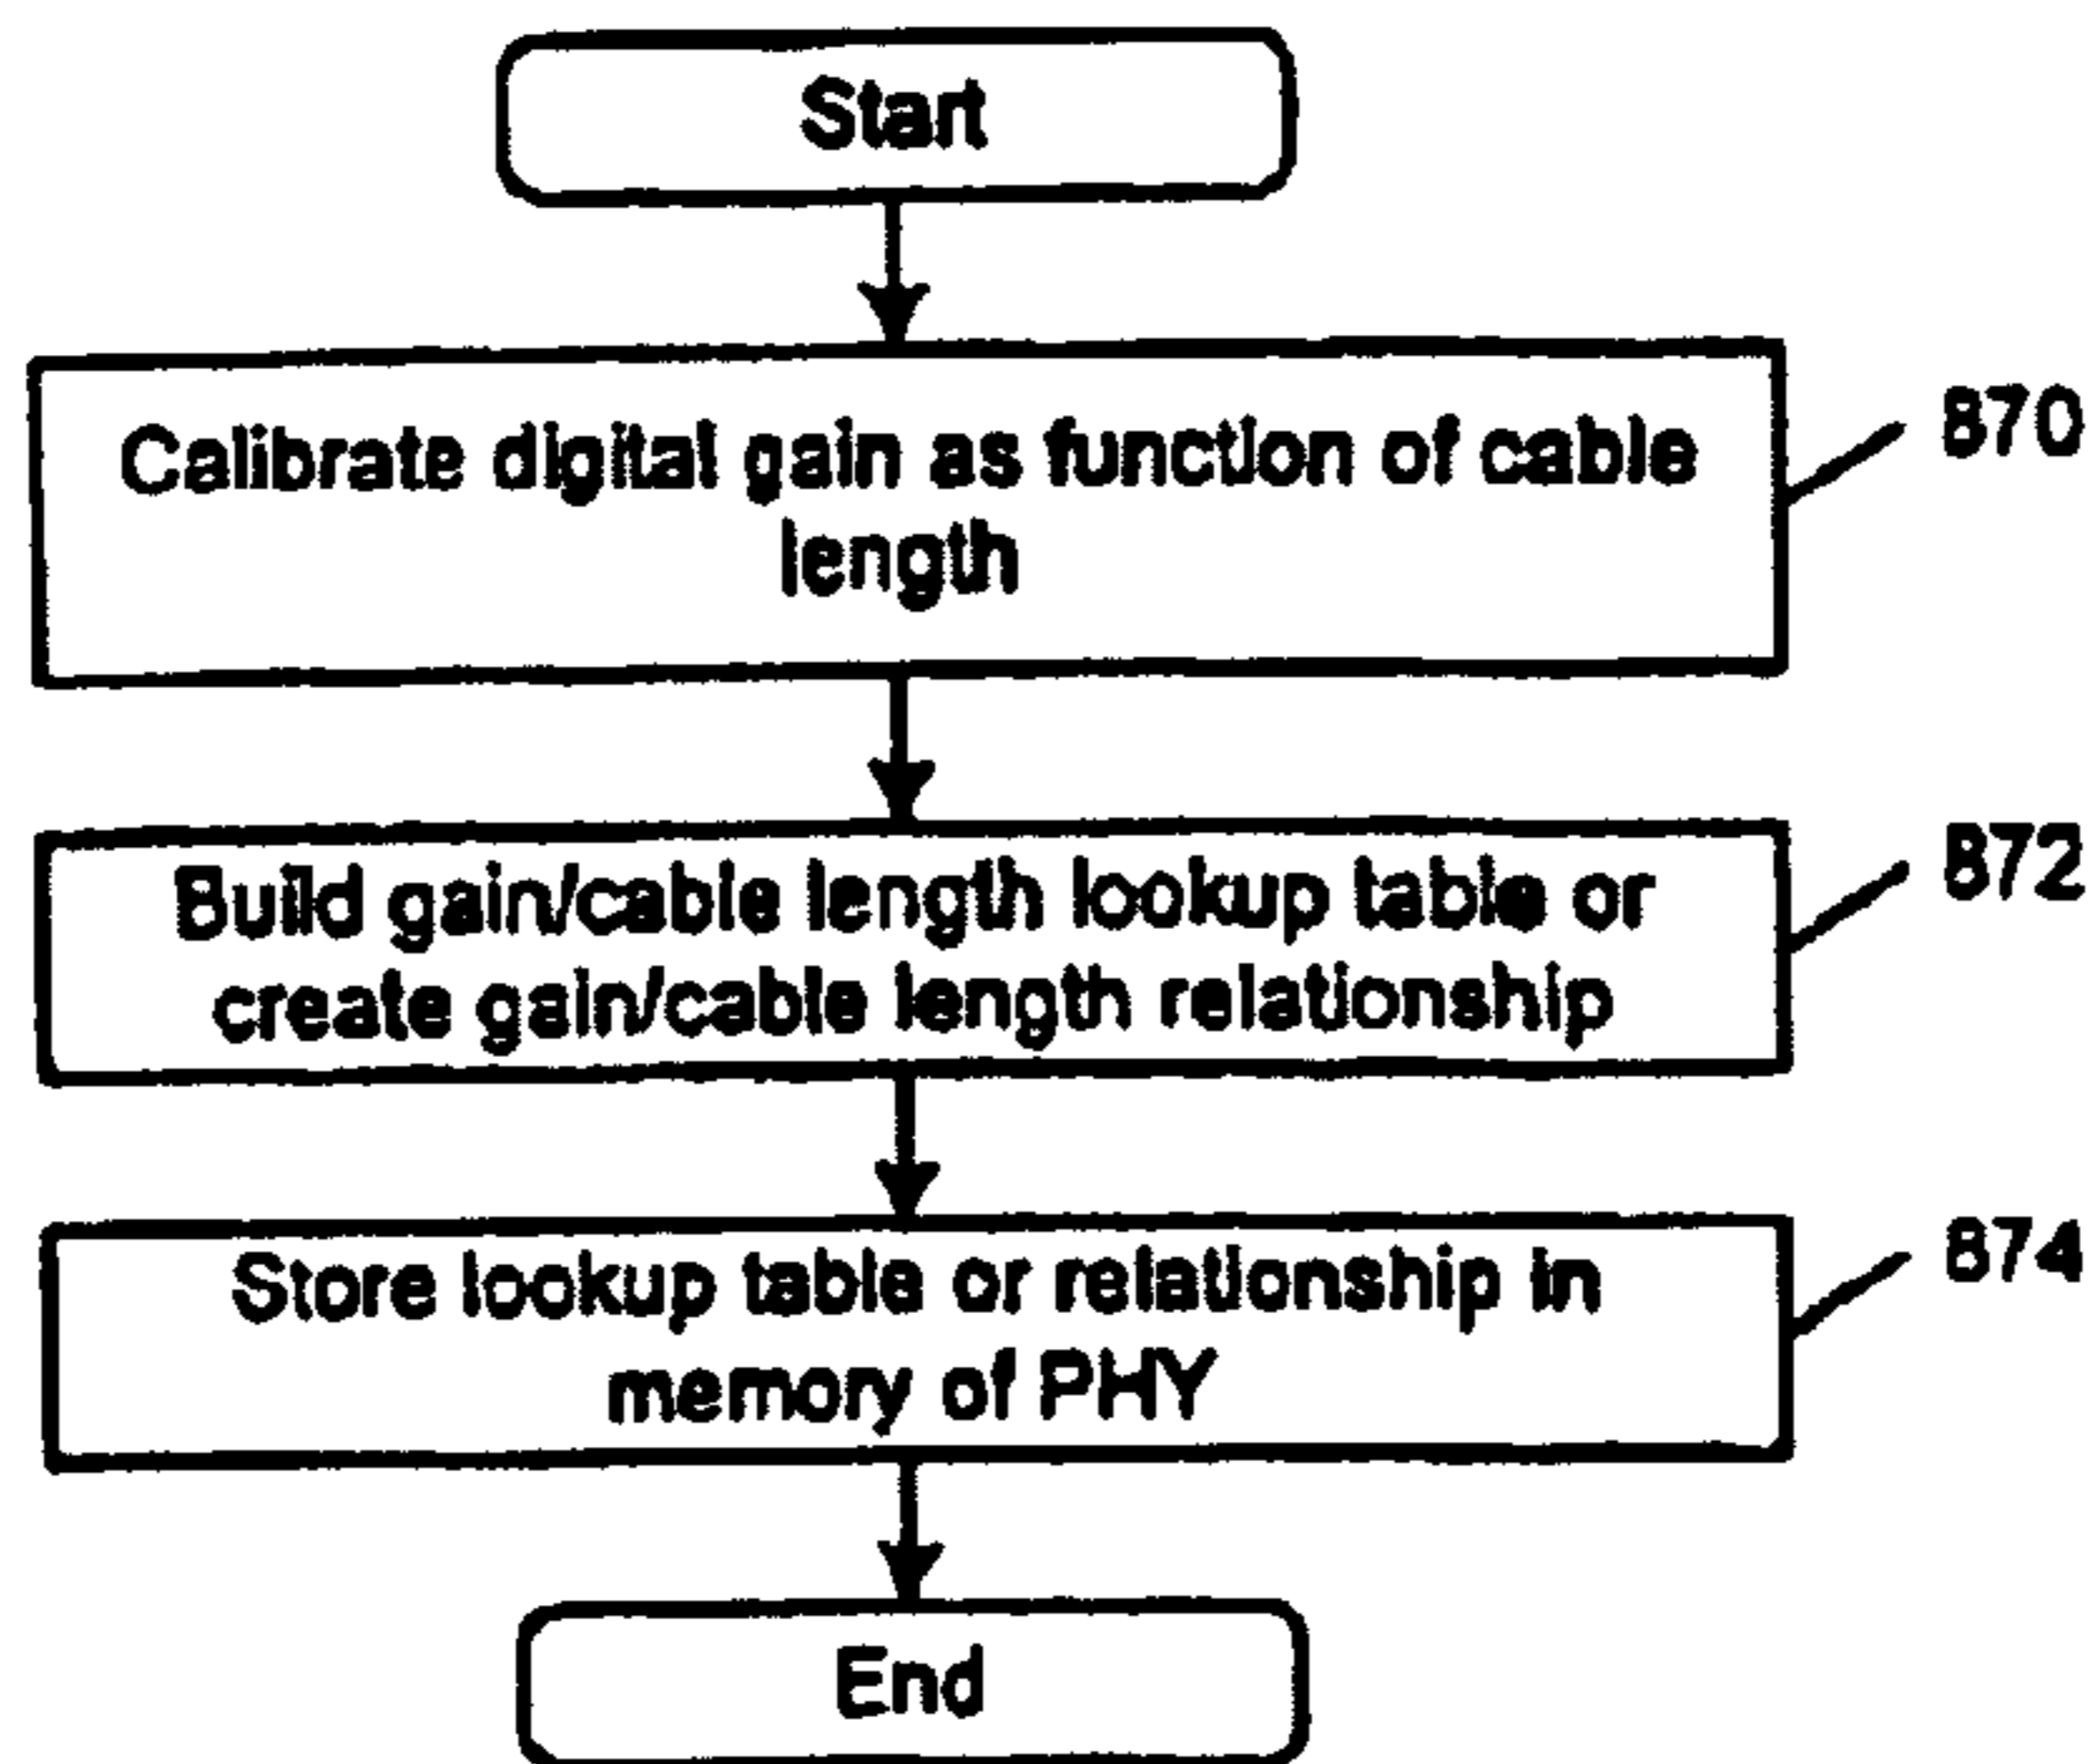 Start
Calibrate digital gain as function of cable
length
870
Build gain/cable length lookup table or
create gain/cable length relationship
872
Store lookup table or relationship in
memory of PHY
874
End